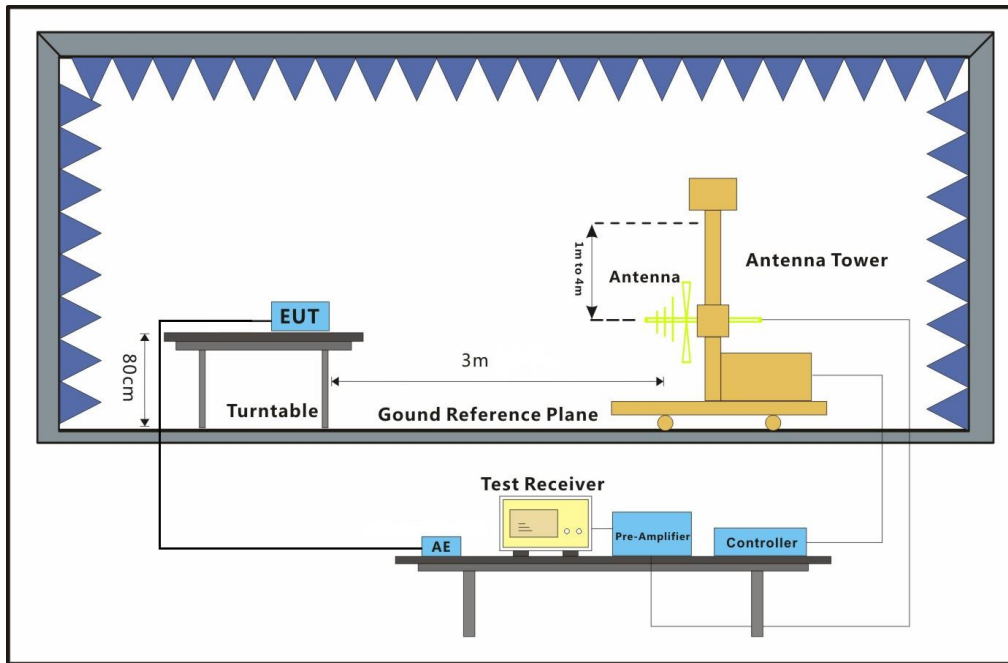 1m to 4m
Antenna
Antenna Tower
EUT
80cm
3m
Turntable
Gound Reference Plane
Test Receiver
AE
Pre-Amplifier
Controller